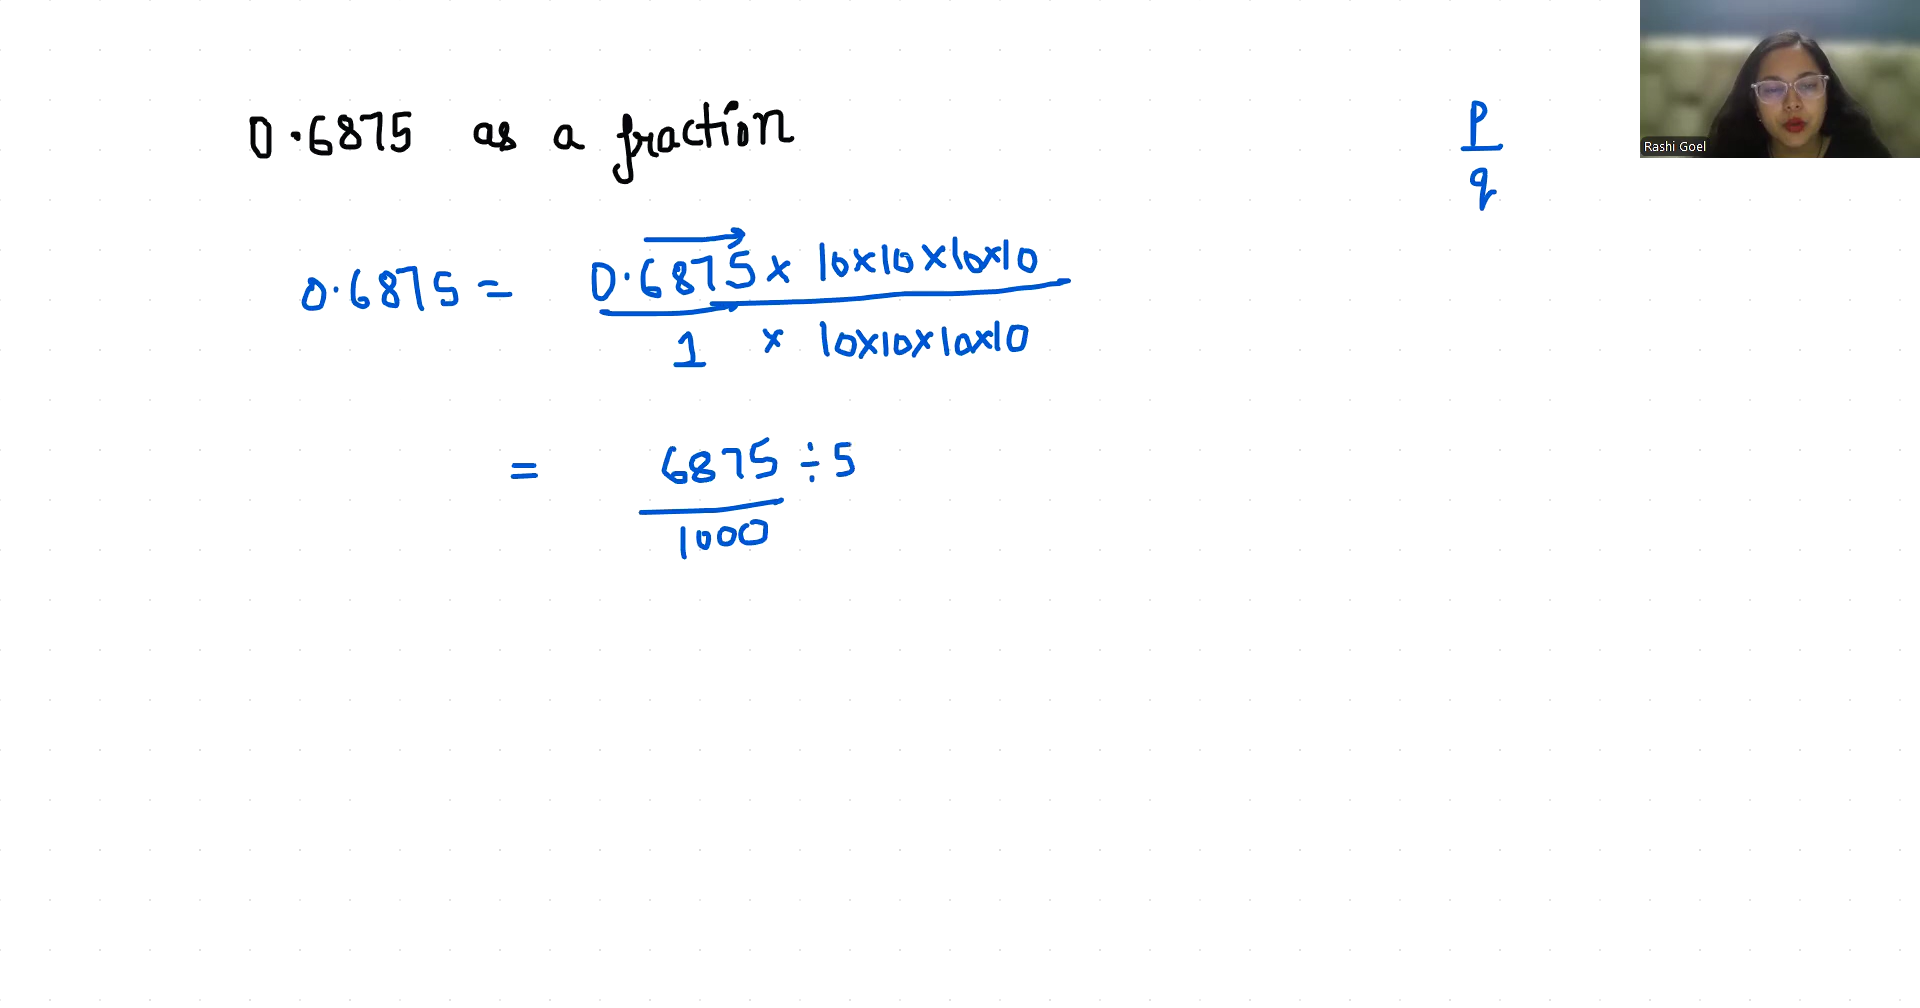 0.6875 as a fraction
p
q
Rashi Goel
0.6875 = 0.6875 × 10×10×10×10
1 × 10×10×10×10
= 6875 ÷ 5
1000